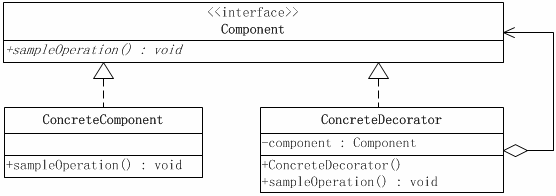 <<interface>>
Component
+sampleOperation() : void
ConcreteComponent
+sampleOperation() : void
ConcreteDecorator
-component : Component
+ConcreteDecorator()
+sampleOperation() : void